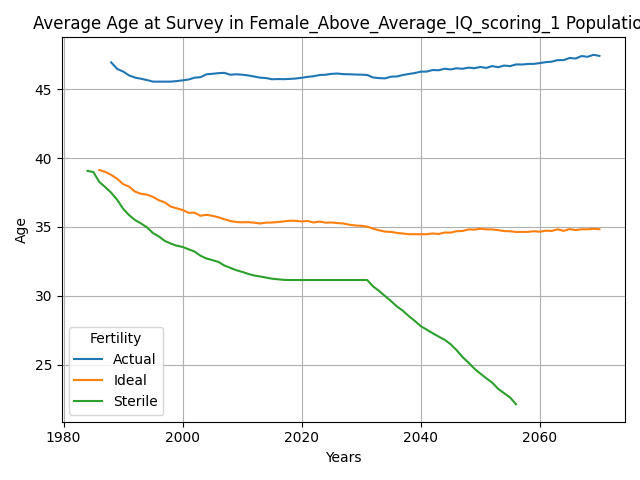 Average Age at Survey in Female_Above_Average_IQ_scoring_1 Populatio
45
40
35
30
25
Age
Fertility
Actual
Ideal
Sterile
1980
2000
2020
2040
2060
Years